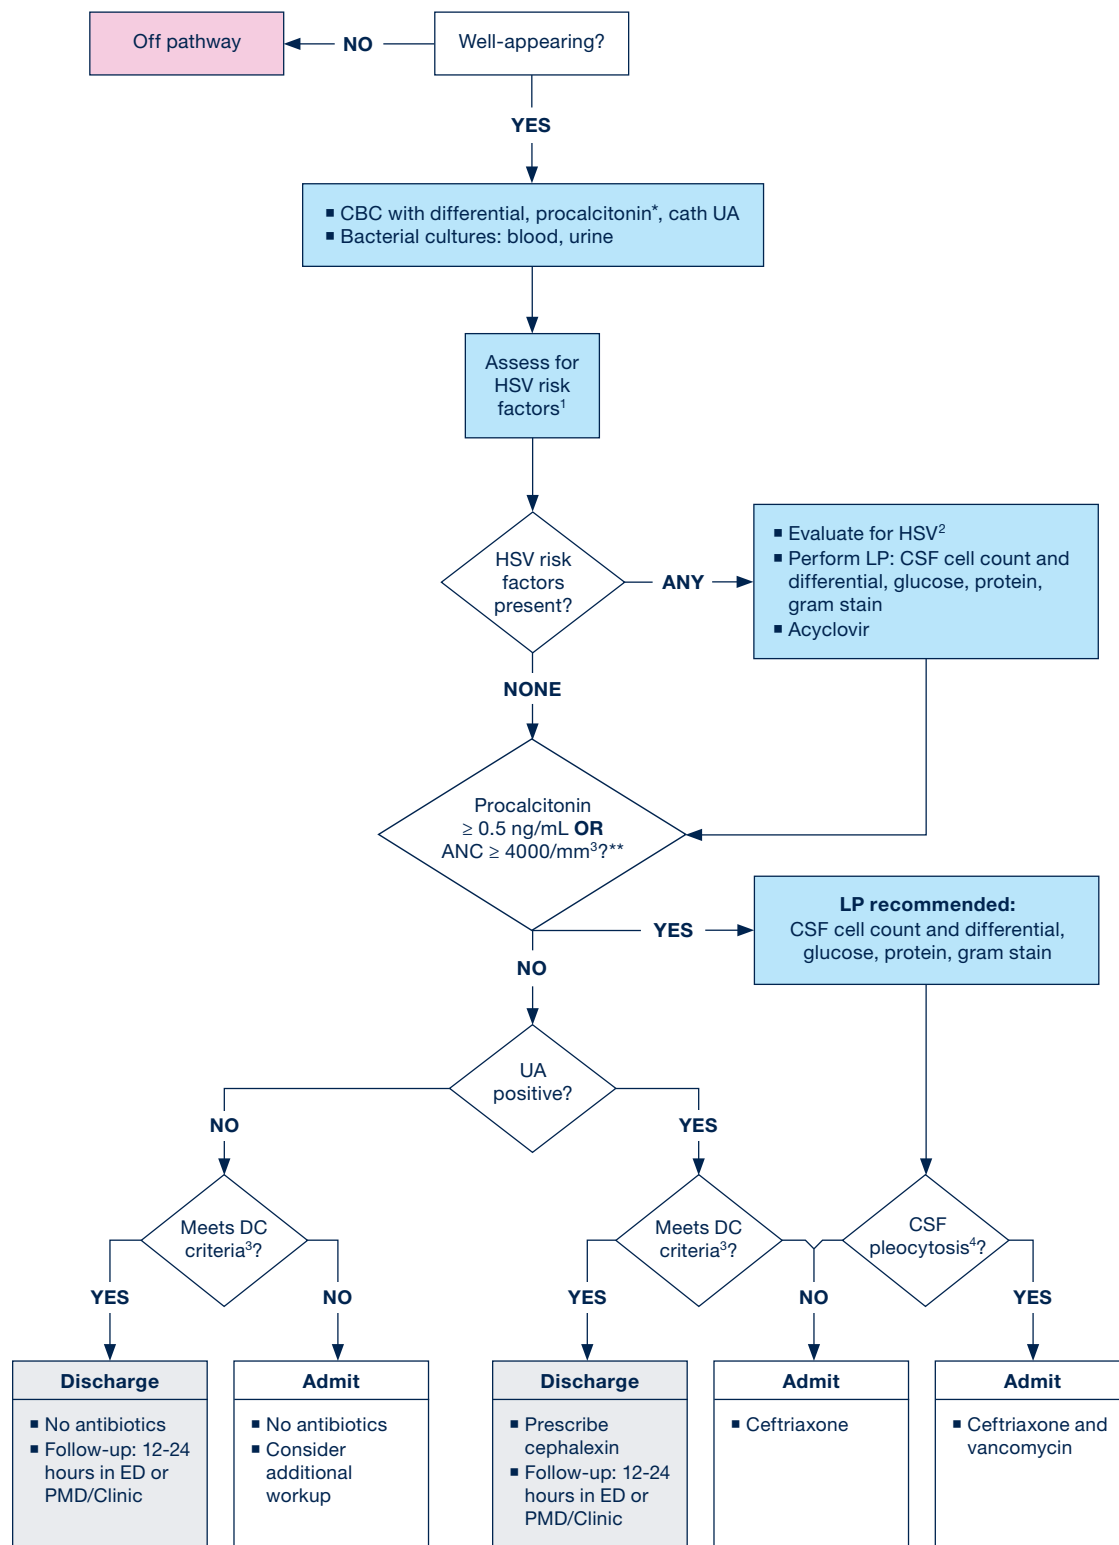 Off pathway
NO
Well-appearing?
YES
▪ CBC with differential, procalcitonin*, cath UA
▪ Bacterial cultures: blood, urine
Assess for
HSV risk
factors¹
HSV risk
factors
present?
ANY
▪ Evaluate for HSV²
▪ Perform LP: CSF cell count and
differential, glucose, protein,
gram stain
▪ Acyclovir
NONE
Procalcitonin
≥ 0.5 ng/mL OR
ANC ≥ 4000/mm³?**
YES
LP recommended:
CSF cell count and differential,
glucose, protein, gram stain
NO
UA
positive?
NO
YES
Meets DC
criteria³?
Meets DC
criteria³?
CSF
pleocytosis⁴?
YES
NO
YES
NO
YES
Discharge
▪ No antibiotics
▪ Follow-up: 12-24
hours in ED or
PMD/Clinic
Admit
▪ No antibiotics
▪ Consider
additional
workup
Discharge
▪ Prescribe
cephalexin
▪ Follow-up: 12-24
hours in ED or
PMD/Clinic
Admit
▪ Ceftriaxone
Admit
▪ Ceftriaxone and
vancomycin